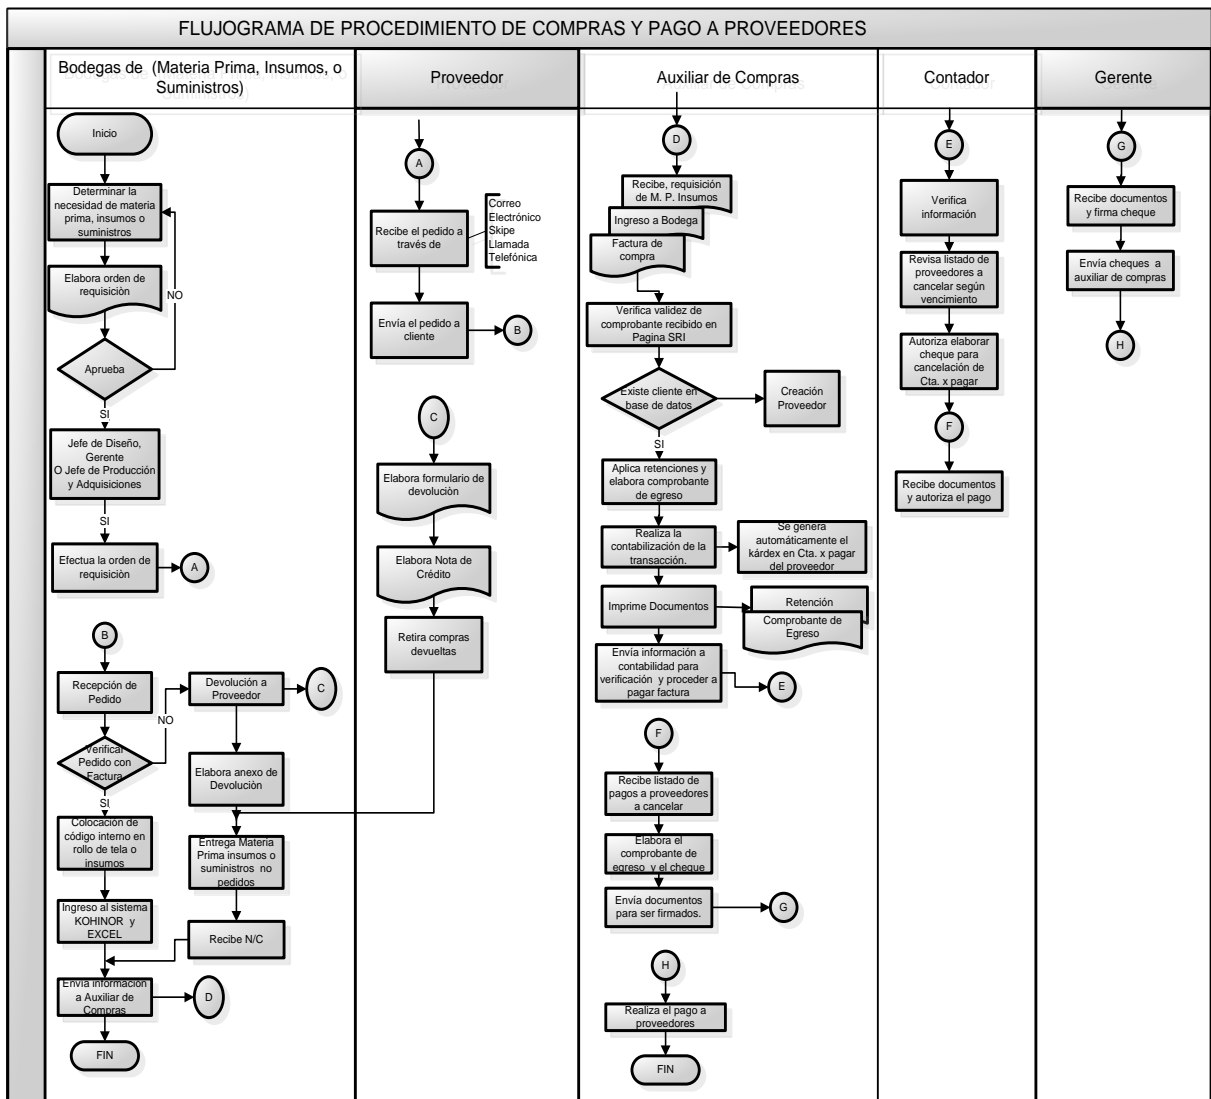 FLUJOGRAMA DE PROCEDIMIENTO DE COMPRAS Y PAGO A PROVEEDORES
Bodegas de (Materia Prima, Insumos, o
Suministros)
Inicio
Determinar la
necesidad de materia
prima, insumos o
suministros
Elabora orden de
requisiciòn
NO
Aprueba
SI
Jefe de Diseño,
Gerente
O Jefe de Producción
y Adquisiciones
SI
Efectua la orden de
requisiciòn
A
B
Recepción de
Pedido
NO
Verificar
Pedido con
Factura
SI
Colocación de
código interno en
rollo de tela o
insumos
Ingreso al sistema
KOHINOR y
EXCEL
Envía información
a Auxiliar de
Compras
D
FIN
Devolución a
Proveedor
C
Elabora anexo de
Devoluciòn
Entrega Materia
Prima insumos o
suministros no
pedidos
Recibe N/C
Proveedor
A
Recibe el pedido a
través de
Correo
Electrónico
Skipe
Llamada
Telefónica
Envía el pedido a
cliente
B
C
Elabora formulario de
devoluciòn
Elabora Nota de
Crédito
Retira compras
devueltas
Auxiliar de Compras
D
Recibe, requisición
de M. P. Insumos
Ingreso a Bodega
Factura de
compra
Verifica validez de
comprobante recibido en
Pagina SRI
Existe cliente en
base de datos
Creación
Proveedor
SI
Aplica retenciones y
elabora comprobante
de egreso
Realiza la
contabilización de la
transacción.
Se genera
automáticamente el
kárdex en Cta. x pagar
del proveedor
Imprime Documentos
Retención
Comprobante de
Egreso
Envía información a
contabilidad para
verificación y proceder a
pagar factura
E
F
Recibe listado de
pagos a proveedores
a cancelar
Elabora el
comprobante de
egreso y el cheque
Envía documentos
para ser firmados.
G
H
Realiza el pago a
proveedores
FIN
Contador
E
Verifica
información
Revisa listado de
proveedores a
cancelar según
vencimiento
Autoriza elaborar
cheque para
cancelación de
Cta. x pagar
F
Recibe documentos
y autoriza el pago
Gerente
G
Recibe documentos
y firma cheque
Envía cheques a
auxiliar de compras
H